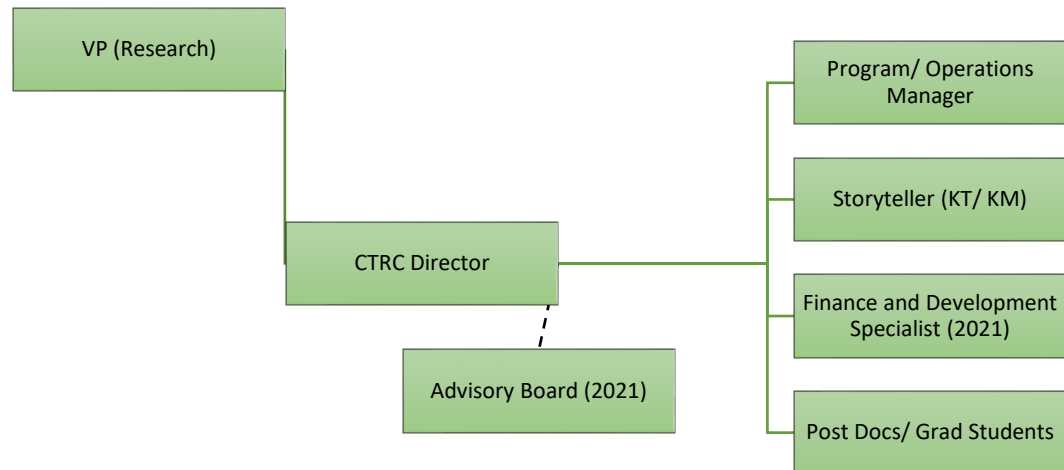 VP (Research)
Program/ Operations
Manager
Storyteller (KT/ KM)
CTRC Director
Finance and Development
Specialist (2021)
Advisory Board (2021)
Post Docs/ Grad Students